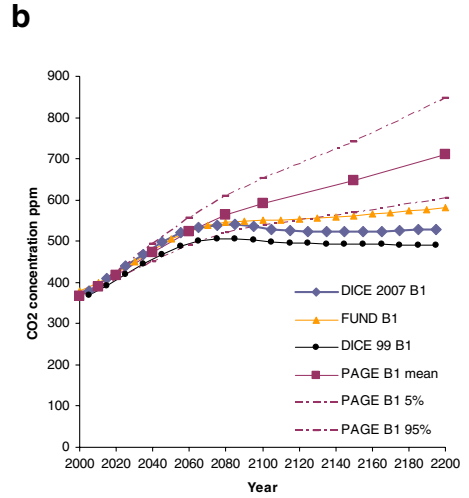 b
900
800
700
600
500
400
300
200
100
0
CO2 concentration ppm
DICE 2007 B1
FUND B1
DICE 99 B1
PAGE B1 mean
PAGE B1 5%
PAGE B1 95%
2000 2020 2040 2060 2080 2100 2120 2140 2160 2180 2200
Year